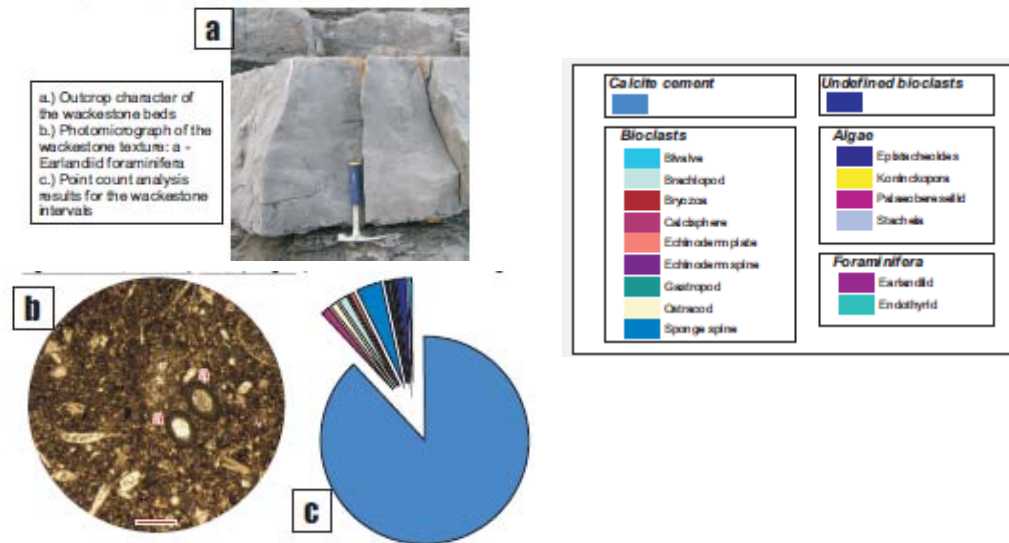 a
a.) Outcrop character of
the wackestone beds
b.) Photomicrograph of the
wackestone texture: a -
Earlandiid foraminifera
c.) Point count analysis
results for the wackestone
intervals
Calcite cement
Undefined bioclasts
Bioclasts
Bivalve
Brachiopod
Bryozoa
Calcisphere
Echinoderm plate
Echinoderm spine
Gastropod
Ostracod
Sponge spine
Algae
Epistacheoides
Koninckopora
Palaeoberesellid
Stacheia
Foraminifera
Earlandiid
Endothyrid
b
a
a
c